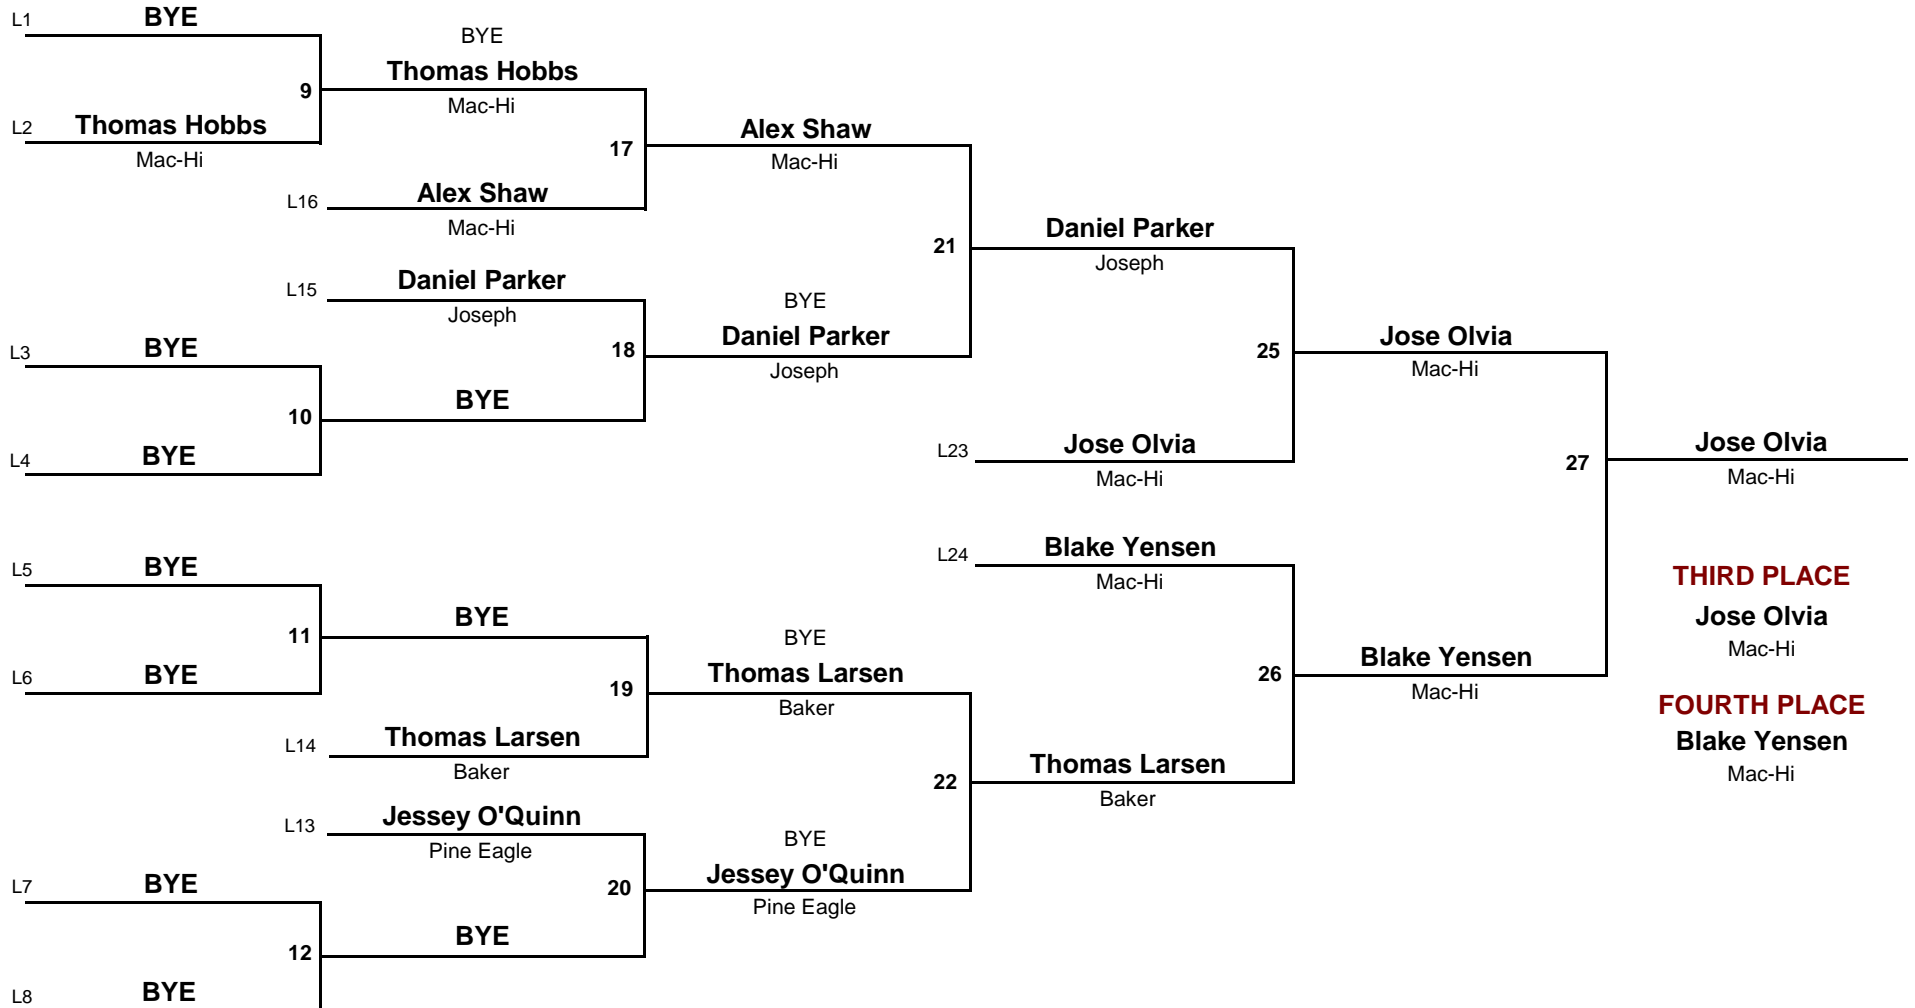 L1 BYE
BYE
Thomas Hobbs
9
Mac-Hi
L2 Thomas Hobbs
Mac-Hi
Alex Shaw
17
Mac-Hi
L16 Alex Shaw
Mac-Hi
Daniel Parker
21
Joseph
L15 Daniel Parker
Joseph
BYE
Daniel Parker
18
Joseph
L3 BYE
BYE
10
L4 BYE
Jose Olvia
25
Mac-Hi
L23 Jose Olvia
Mac-Hi
Jose Olvia
27
Mac-Hi
L24 Blake Yensen
Mac-Hi
L5 BYE
BYE
11
L6 BYE
BYE
Thomas Larsen
19
Baker
L14 Thomas Larsen
Baker
Blake Yensen
26
Mac-Hi
Thomas Larsen
22
Baker
L13 Jessey O'Quinn
Pine Eagle
BYE
Jessey O'Quinn
20
Pine Eagle
L7 BYE
BYE
12
L8 BYE
THIRD PLACE
Jose Olvia
Mac-Hi
FOURTH PLACE
Blake Yensen
Mac-Hi